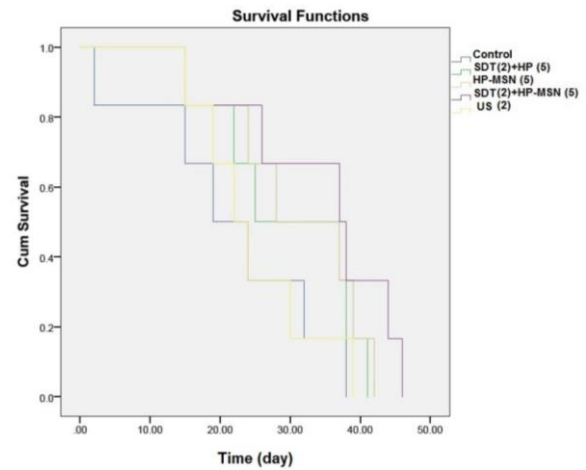 Survival Functions
Control
SDT(2)+HP (5)
HP-MSN (5)
SDT(2)+HP-MSN (5)
US (2)
Cum Survival
1.0
0.8
0.6
0.4
0.2
0.0
.00 10.00 20.00 30.00 40.00 50.00
Time (day)